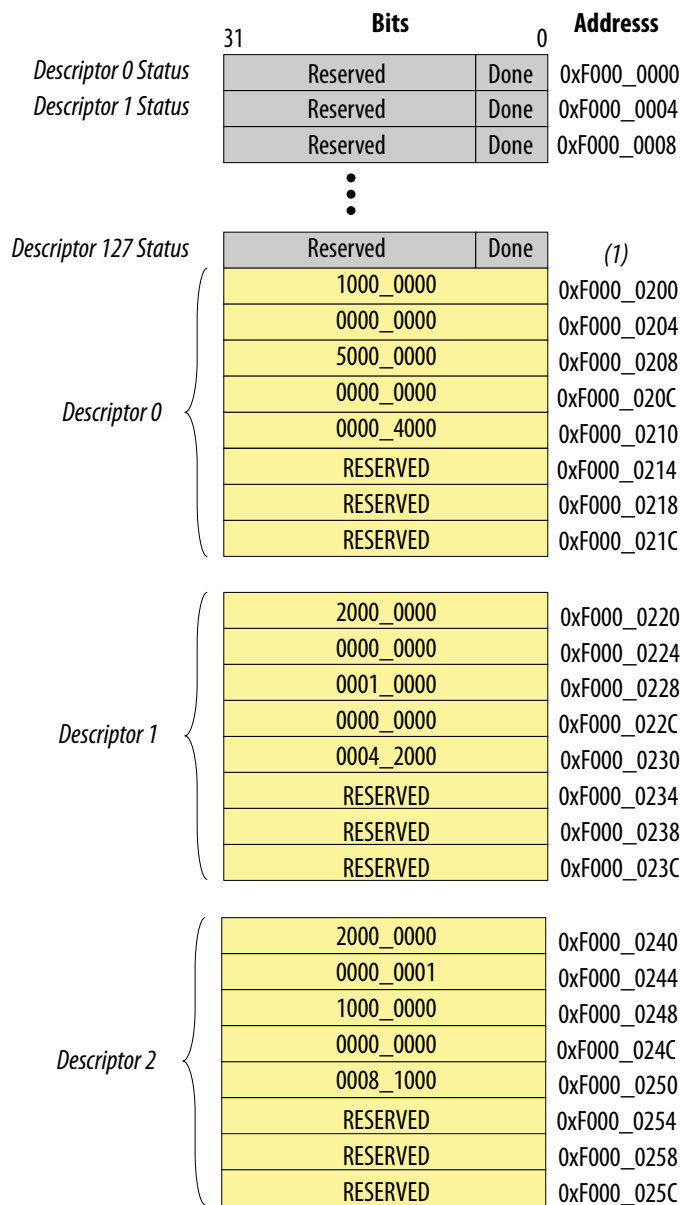 Bits Addresss
31 0
Descriptor 0 Status Reserved Done 0xF000_0000
Descriptor 1 Status Reserved Done 0xF000_0004
Reserved Done 0xF000_0008
Descriptor 127 Status Reserved Done (1)
1000_0000 0xF000_0200
0000_0000 0xF000_0204
5000_0000 0xF000_0208
0000_0000 0xF000_020C
Descriptor 0
0000_4000 0xF000_0210
RESERVED 0xF000_0214
RESERVED 0xF000_0218
RESERVED 0xF000_021C
2000_0000 0xF000_0220
0000_0000 0xF000_0224
0001_0000 0xF000_0228
0000_0000 0xF000_022C
Descriptor 1
0004_2000 0xF000_0230
RESERVED 0xF000_0234
RESERVED 0xF000_0238
RESERVED 0xF000_023C
2000_0000 0xF000_0240
0000_0001 0xF000_0244
1000_0000 0xF000_0248
0000_0000 0xF000_024C
Descriptor 2
0008_1000 0xF000_0250
RESERVED 0xF000_0254
RESERVED 0xF000_0258
RESERVED 0xF000_025C